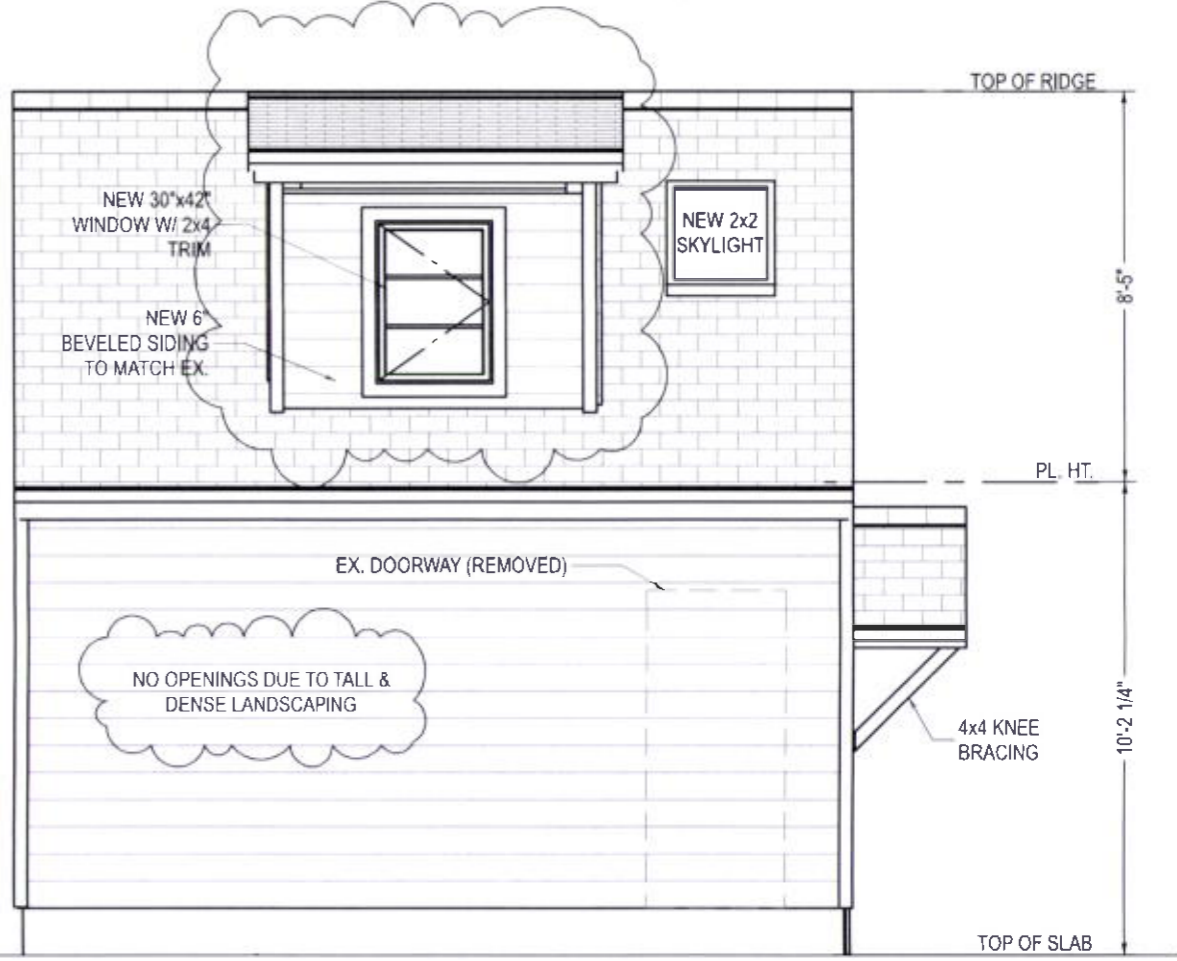 TOP OF RIDGE
NEW 30"x42"
WINDOW W/ 2x4
TRIM
NEW 2x2
SKYLIGHT
8'-5"
NEW 6"
BEVELED SIDING
TO MATCH EX.
PL. HT.
EX. DOORWAY (REMOVED)
NO OPENINGS DUE TO TALL &
DENSE LANDSCAPING
4x4 KNEE
BRACING
10'-2 1/4"
TOP OF SLAB